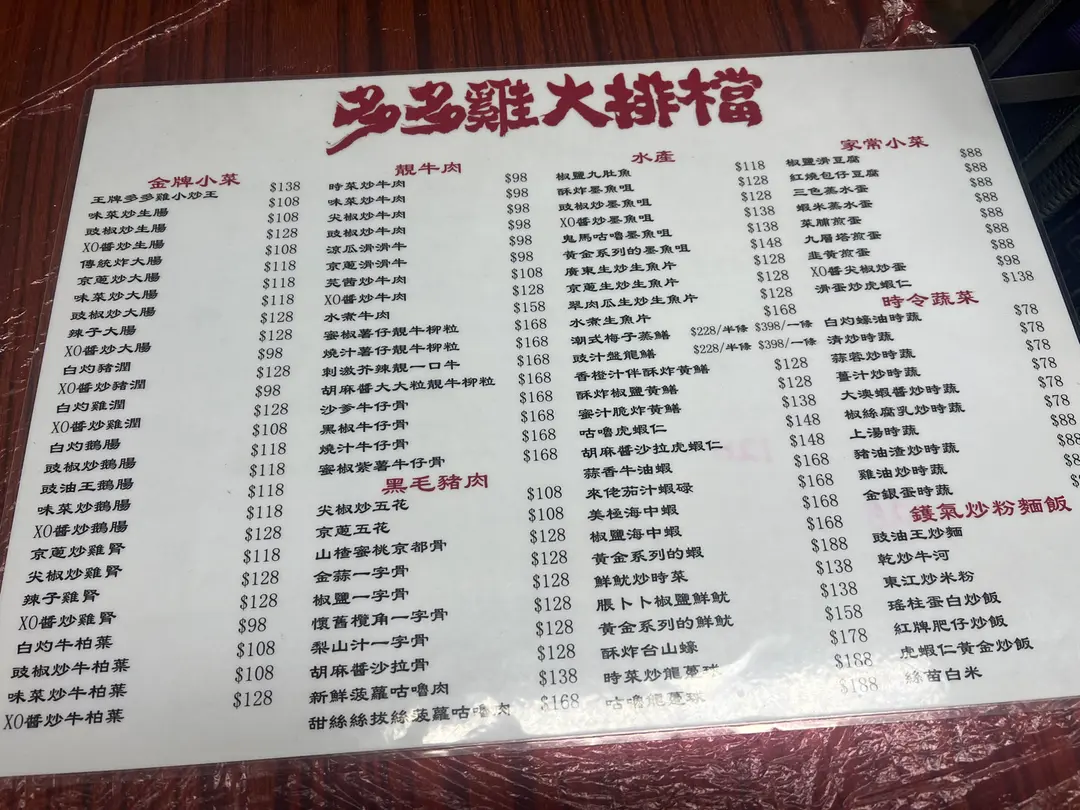 多多雞大排檔
金牌小菜
王牌多多雞小炒王 $138
味菜炒生腸 $108
豉椒炒生腸 $108
XO醬炒生腸 $128
傳統炸大腸 $108
京蔥炒大腸 $118
味菜炒大腸 $118
豉椒炒大腸 $118
辣子大腸 $128
XO醬炒大腸 $128
白灼豬潤 $98
XO醬炒豬潤 $128
白灼雞潤 $98
XO醬炒雞潤 $128
白灼鵝腸 $108
豉椒炒鵝腸 $118
豉油王鵝腸 $118
味菜炒鵝腸 $118
XO醬炒鵝腸 $118
京蔥炒雞腎 $128
尖椒炒雞腎 $118
辣子雞腎 $128
XO醬炒雞腎 $128
白灼牛柏葉 $98
豉椒炒牛柏葉 $108
味菜炒牛柏葉 $108
XO醬炒牛柏葉 $128
靚牛肉
時菜炒牛肉 $98
味菜炒牛肉 $98
尖椒炒牛肉 $98
豉椒炒牛肉 $98
涼瓜滑滑牛 $98
京蔥滑滑牛 $98
芫茜炒牛肉 $108
XO醬炒牛肉 $128
水煮牛肉 $158
蜜椒薯仔靚牛柳粒 $168
燒汁薯仔靚牛柳粒 $168
刺激芥辣靚一口牛 $168
胡麻醬大大粒靚牛柳粒 $168
沙爹牛仔骨 $168
黑椒牛仔骨 $168
燒汁牛仔骨 $168
蜜椒紫薯牛仔骨 $168
黑毛豬肉
尖椒炒五花 $108
京蔥五花 $108
山楂蜜桃京都骨 $128
金蒜一字骨 $128
椒鹽一字骨 $128
懷舊欖角一字骨 $128
梨山汁一字骨 $128
胡麻醬沙拉骨 $128
新鮮菠蘿咕嚕肉 $138
甜絲絲拔絲菠蘿咕嚕肉 $168
水產
椒鹽九肚魚 $118
酥炸墨魚咀 $128
豉椒炒墨魚咀 $128
XO醬炒墨魚咀 $138
鬼馬咕嚕墨魚咀 $138
黃金系列的墨魚咀 $148
廣東生炒生魚片 $128
京蔥生炒生魚片 $128
翠肉瓜生炒生魚片 $128
水煮生魚片 $168
潮式梅子蒸鱔 $228/半條 $398/一條
豉汁盤龍鱔 $228/半條 $398/一條
香橙汁伴酥炸黃鱔 $128
酥炸椒鹽黃鱔 $128
蜜汁脆炸黃鱔 $138
咕嚕虎蝦仁 $148
胡麻醬沙拉虎蝦仁 $148
蒜香牛油蝦 $168
來佬茄汁蝦碌 $168
美極海中蝦 $168
椒鹽海中蝦 $168
黃金系列的蝦 $188
鮮魷炒時菜 $138
脹卜卜椒鹽鮮魷 $138
黃金系列的鮮魷 $158
酥炸台山蠔 $178
時菜炒龍躉球 $188
咕嚕龍躉球 $188
家常小菜
椒鹽滑豆腐 $88
紅燒包仔豆腐 $88
三色蒸水蛋 $88
蝦米蒸水蛋 $88
菜脯煎蛋 $88
九層塔煎蛋 $88
韭黃煎蛋 $88
XO醬尖椒炒蛋 $98
滑蛋炒虎蝦仁 $138
時令蔬菜
白灼蠔油時蔬 $78
清炒時蔬 $78
蒜蓉炒時蔬 $78
薑汁炒時蔬 $78
大澳蝦醬炒時蔬 $78
椒絲腐乳炒時蔬 $78
上湯時蔬 $88
豬油渣炒時蔬 $88
雞油炒時蔬
金銀蛋時蔬
鑊氣炒粉麵飯
豉油王炒麵
乾炒牛河
東江炒米粉
瑤柱蛋白炒飯
紅牌肥仔炒飯
虎蝦仁黃金炒飯
絲苗白米